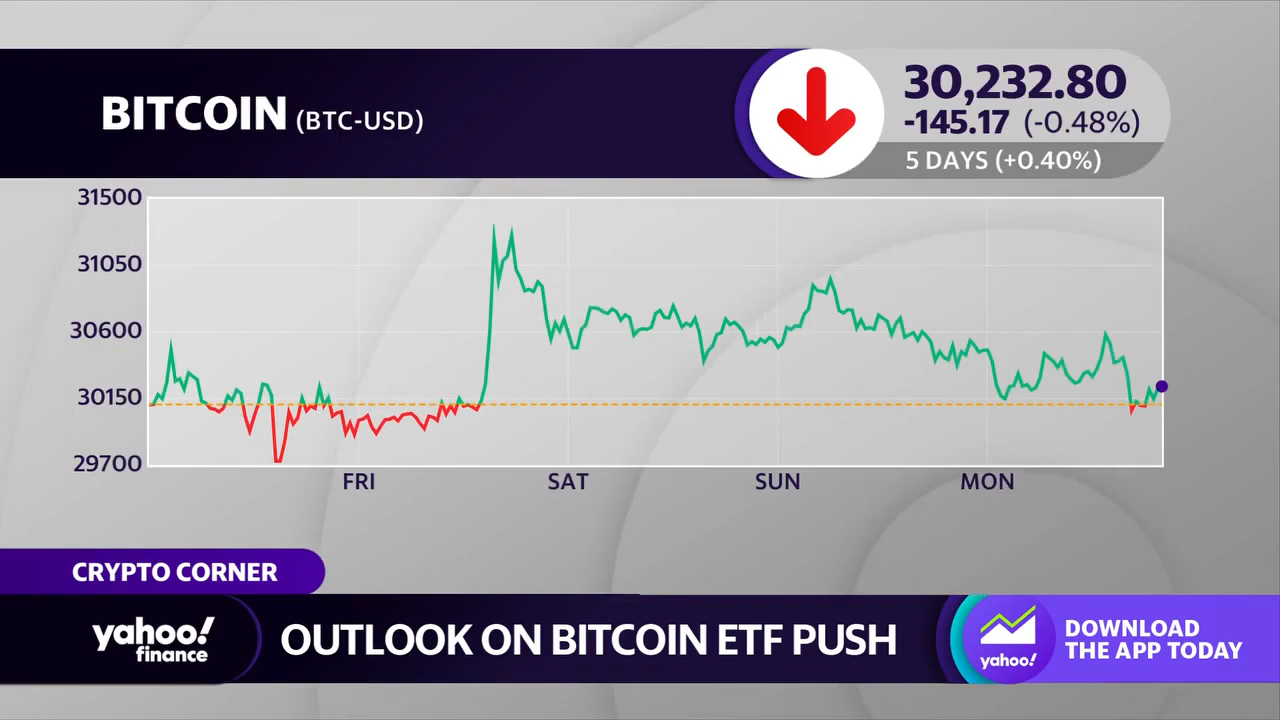 BITCOIN (BTC-USD)
30,232.80
-145.17 (-0.48%)
5 DAYS (+0.40%)
31500
31050
30600
30150
29700
FRI SAT SUN MON
CRYPTO CORNER
yahoo!
finance
OUTLOOK ON BITCOIN ETF PUSH
yahoo!
DOWNLOAD
THE APP TODAY